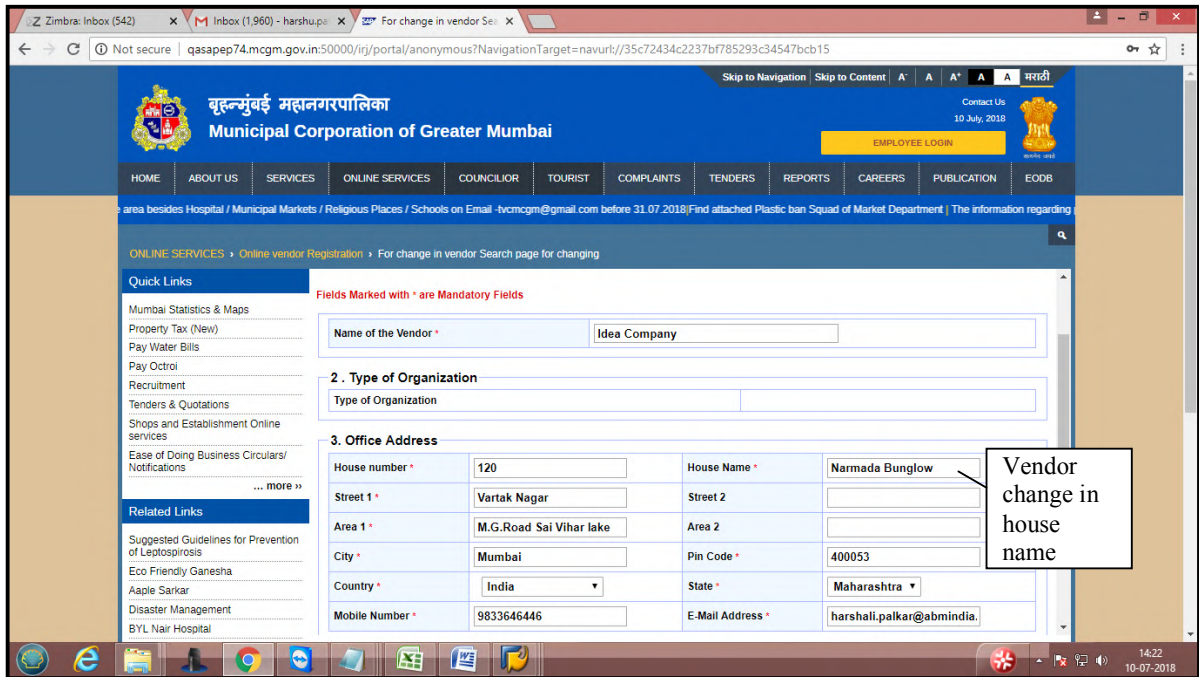 Zimbra: Inbox (542)
Inbox (1,960) - harshu.pa
For change in vendor Sea
Not secure | qasapep74.mcgm.gov.in:50000/irj/portal/anonymous?NavigationTarget=navurl://35c72434c2237bf785293c34547bcb15
Skip to Navigation | Skip to Content | A- | A | A+ | A | A | मराठी
बृहन्मुंबई महानगरपालिका
Municipal Corporation of Greater Mumbai
Contact Us
10 July, 2018
EMPLOYEE LOGIN
HOME ABOUT US SERVICES ONLINE SERVICES COUNCILIOR TOURIST COMPLAINTS TENDERS REPORTS CAREERS PUBLICATION EODB
area besides Hospital / Municipal Markets / Religious Places / Schools on Email -tvcmcgm@gmail.com before 31.07.2018|Find attached Plastic ban Squad of Market Department | The information regarding
ONLINE SERVICES › Online vendor Registration › For change in vendor Search page for changing
Quick Links
Mumbai Statistics & Maps
Property Tax (New)
Pay Water Bills
Pay Octroi
Recruitment
Tenders & Quotations
Shops and Establishment Online
services
Ease of Doing Business Circulars/
Notifications
... more ››
Related Links
Suggested Guidelines for Prevention
of Leptospirosis
Eco Friendly Ganesha
Aaple Sarkar
Disaster Management
BYL Nair Hospital
Fields Marked with * are Mandatory Fields
Name of the Vendor * Idea Company
2 . Type of Organization
Type of Organization
3. Office Address
House number * 120 House Name * Narmada Bunglow
Street 1 * Vartak Nagar Street 2
Area 1 * M.G.Road Sai Vihar lake Area 2
City * Mumbai Pin Code * 400053
Country * India State * Maharashtra
Mobile Number * 9833646446 E-Mail Address * harshali.palkar@abmindia.
Vendor
change in
house
name
14:22
10-07-2018